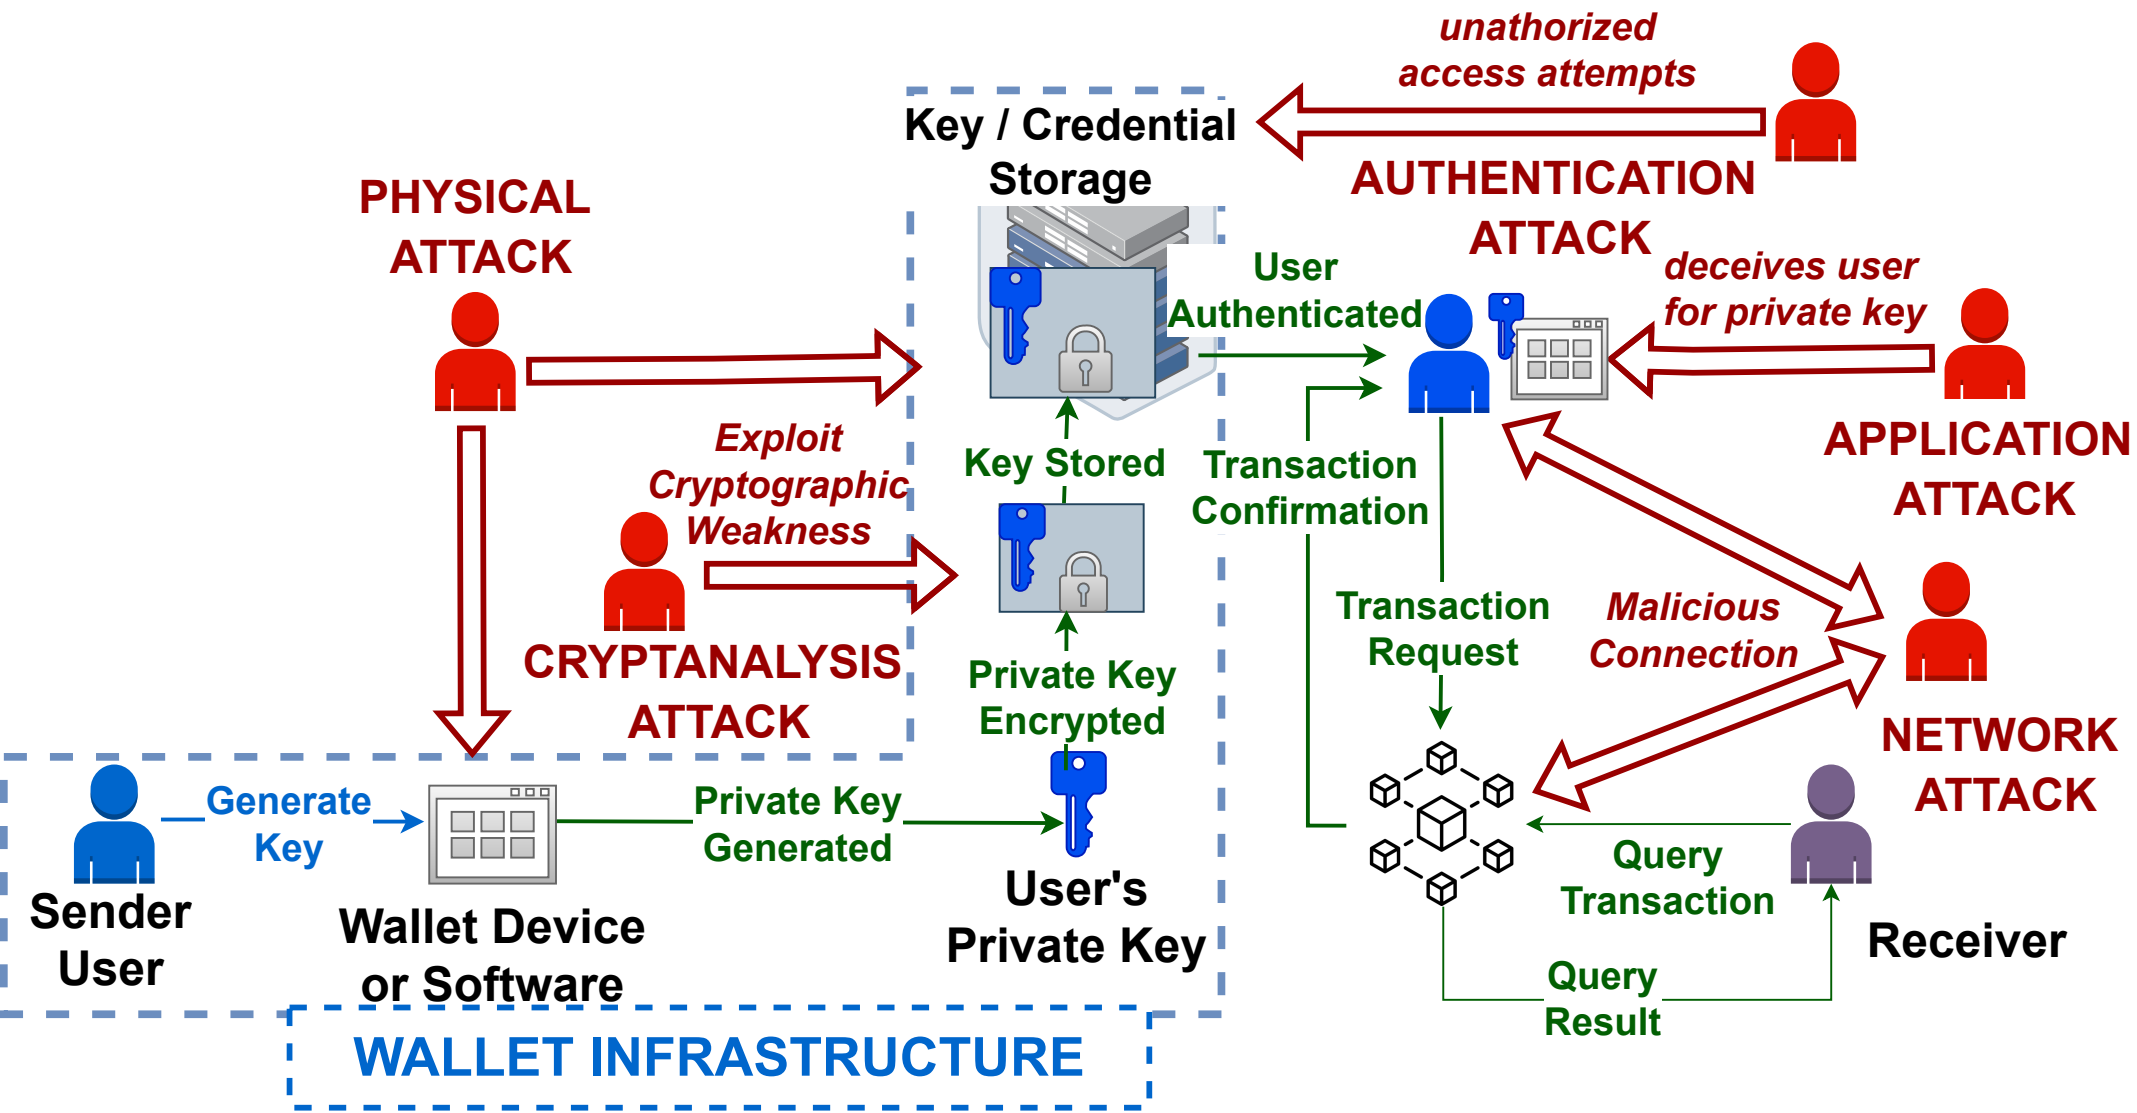 unathorized
access attempts
Key / Credential
Storage
AUTHENTICATION
ATTACK
PHYSICAL
ATTACK
User
Authenticated
deceives user
for private key
APPLICATION
ATTACK
Exploit
Cryptographic
Weakness
Key Stored
Transaction
Confirmation
CRYPTANALYSIS
ATTACK
Transaction
Request
Malicious
Connection
Private Key
Encrypted
NETWORK
ATTACK
Generate
Key
Private Key
Generated
Query
Transaction
Sender
User
Wallet Device
or Software
User's
Private Key
Receiver
Query
Result
WALLET INFRASTRUCTURE